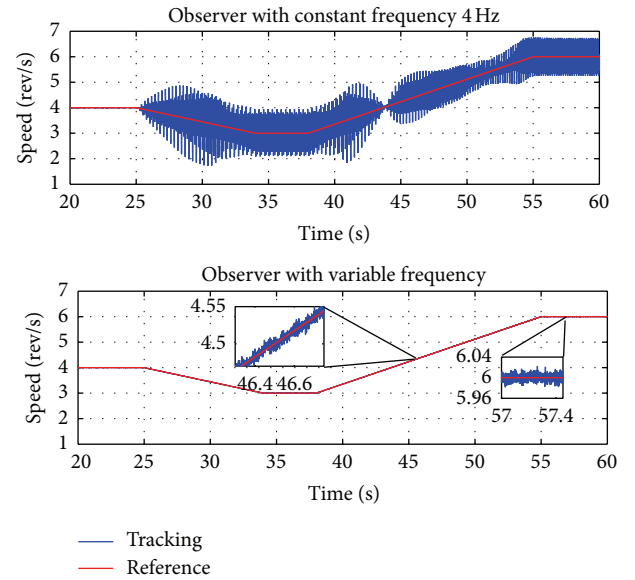 Observer with constant frequency 4 Hz
7
6
5
4
3
2
1
Speed (rev/s)
20 25 30 35 40 45 50 55 60
Time (s)
Observer with variable frequency
7
6
5
4
3
2
1
Speed (rev/s)
4.55
4.5
46.4 46.6
6.04
6
5.96
57 57.4
20 25 30 35 40 45 50 55 60
Time (s)
Tracking
Reference